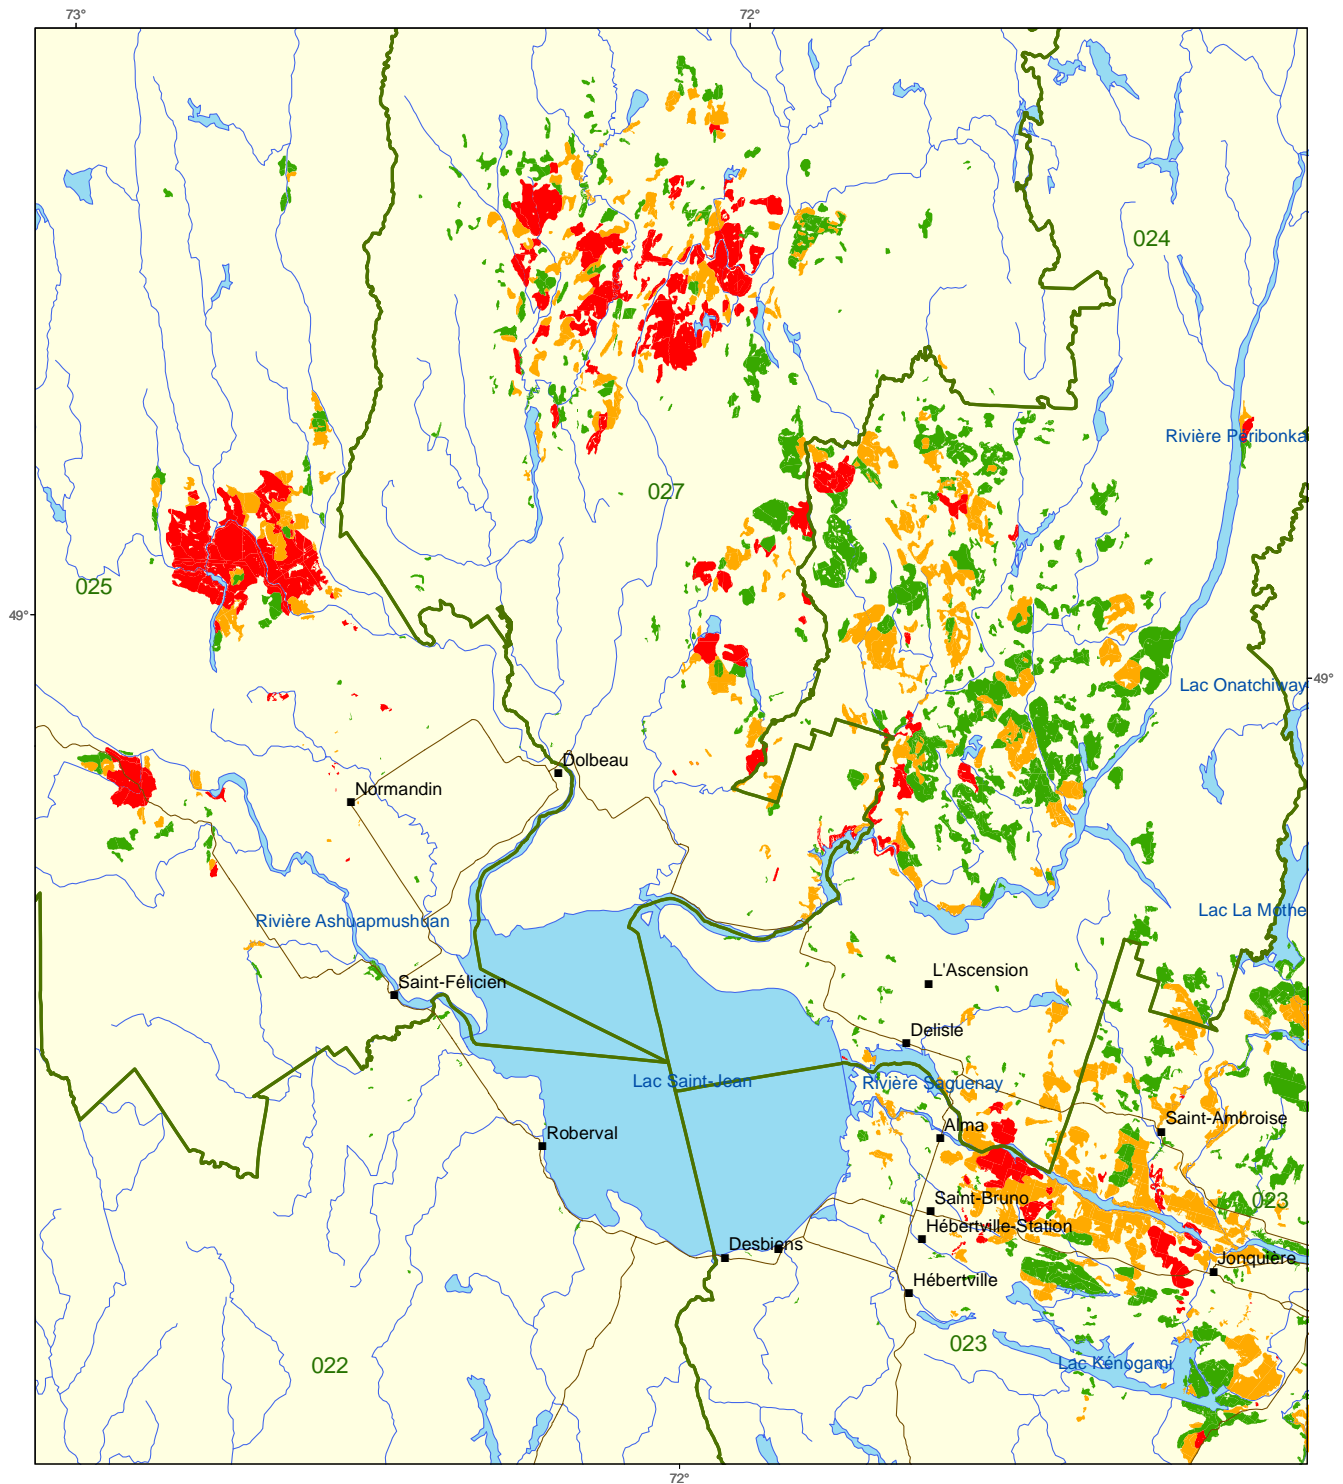 73°
72°
024
Rivière Péribonka
027
025
49°
49°
Lac Onatchiway
Dolbeau
Normandin
Lac La Mothe
Rivière Ashuapmushuan
L'Ascension
Saint-Félicien
Delisle
Lac Saint-Jean
Rivière Saguenay
Saint-Ambroise
Alma
Roberval
Saint-Bruno
023
Hébertville-Station
Desbiens
Jonquière
Hébertville
023
022
Lac Kénogami
72°